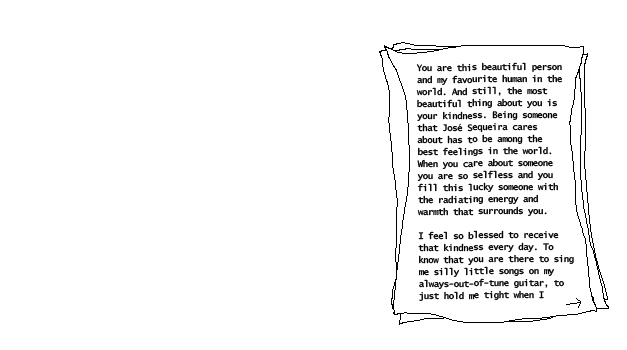 You are this beautiful person
and my favourite human in the
world. And still, the most
beautiful thing about you is
your kindness. Being someone
that José Sequeira cares
about has to be among the
best feelings in the world.
When you care about someone
you are so selfless and you
fill this lucky someone with
the radiating energy and
warmth that surrounds you.

I feel so blessed to receive
that kindness every day. To
know that you are there to sing
me silly little songs on my
always-out-of-tune guitar, to
just hold me tight when I